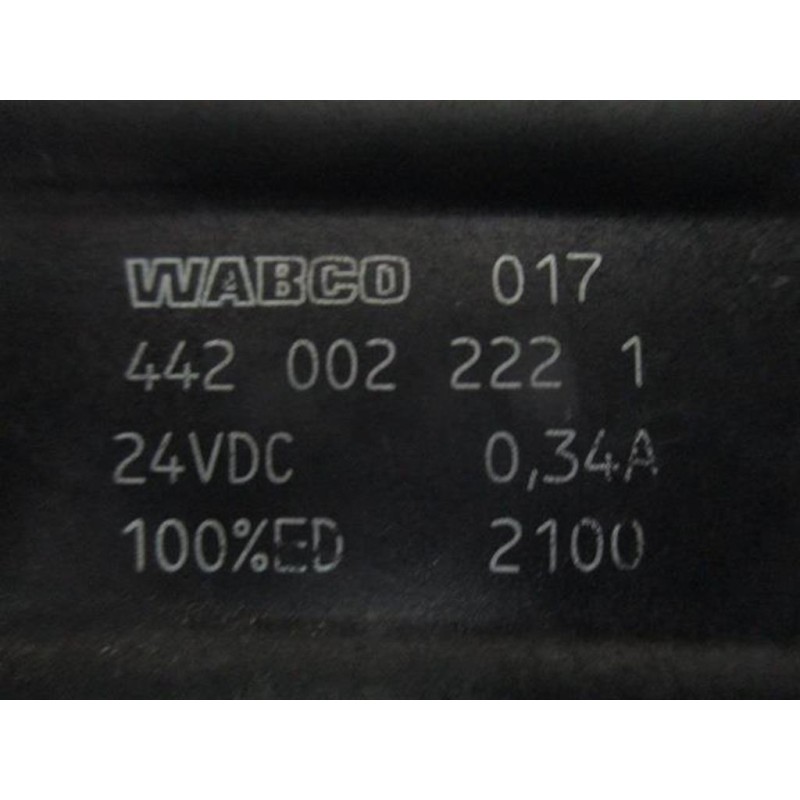 WABCO 017
442 002 222 1
24VDC 0,34A
100%ED 2100